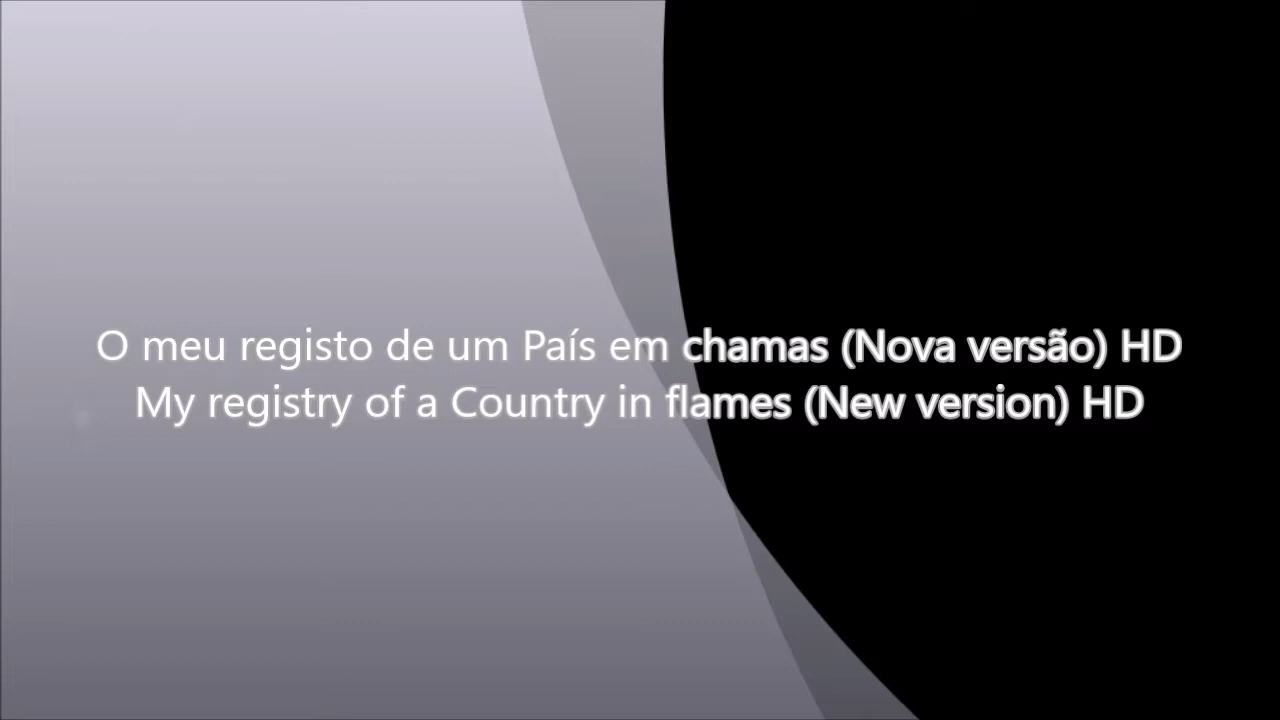 O meu registo de um País em chamas (Nova versão) HD
My registry of a Country in flames (New version) HD